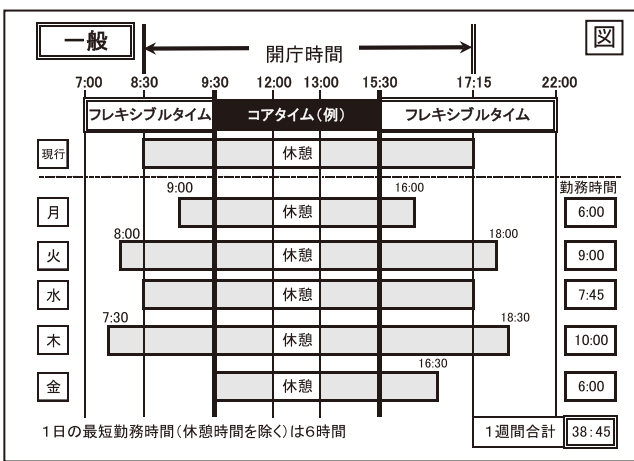 一般
図
開庁時間
7:00 8:30 9:30 12:00 13:00 15:30 17:15 22:00
フレキシブルタイム コアタイム(例) フレキシブルタイム
現行 休憩
勤務時間
9:00 16:00
月 休憩 6:00
8:00 18:00
火 休憩 9:00
水 休憩 7:45
7:30 18:30
木 休憩 10:00
16:30
金 休憩 6:00
1日の最短勤務時間(休憩時間を除く)は6時間
1週間合計 38:45